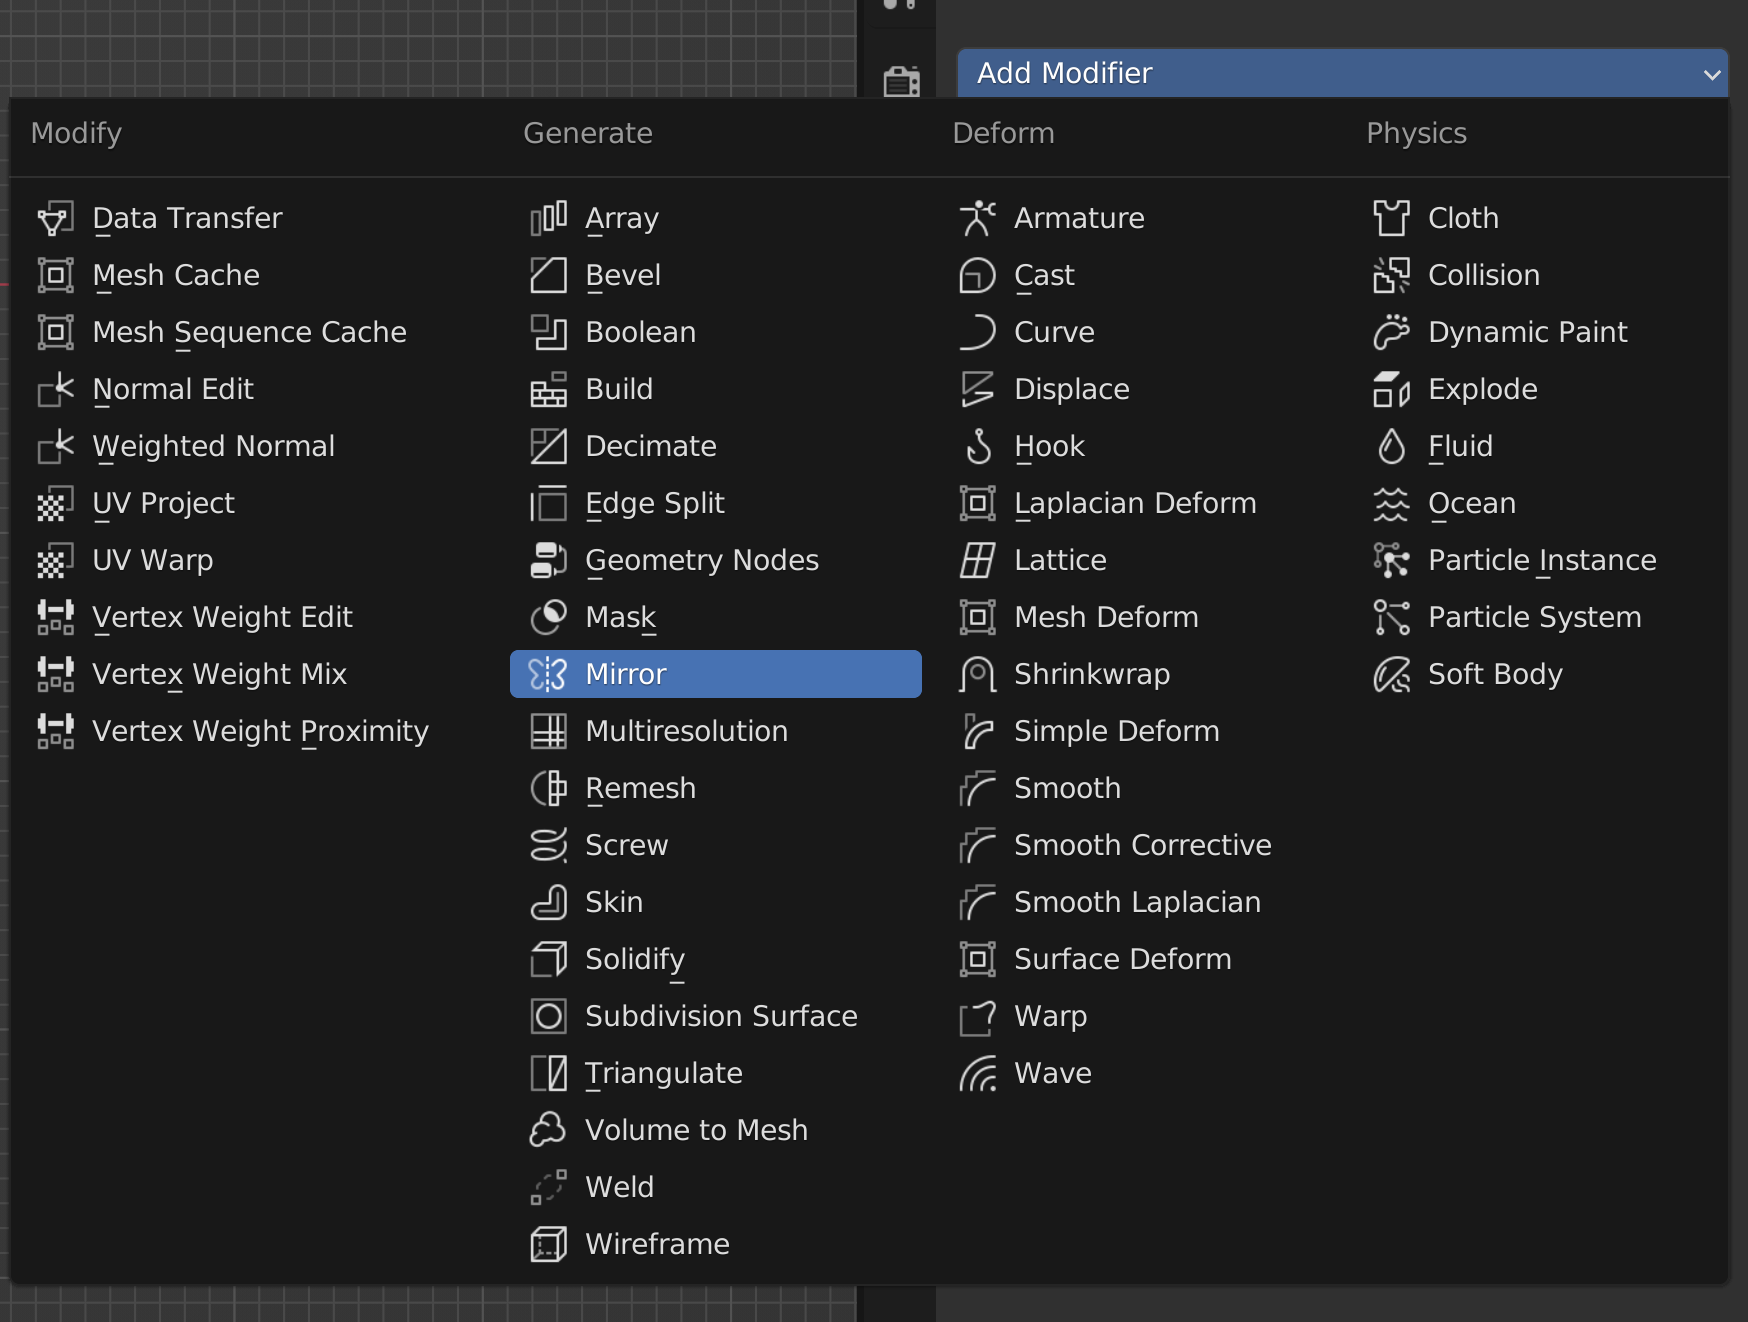 Add Modifier
Modify
Data Transfer
Mesh Cache
Mesh Sequence Cache
Normal Edit
Weighted Normal
UV Project
UV Warp
Vertex Weight Edit
Vertex Weight Mix
Vertex Weight Proximity
Generate
Array
Bevel
Boolean
Build
Decimate
Edge Split
Geometry Nodes
Mask
Mirror
Multiresolution
Remesh
Screw
Skin
Solidify
Subdivision Surface
Triangulate
Volume to Mesh
Weld
Wireframe
Deform
Armature
Cast
Curve
Displace
Hook
Laplacian Deform
Lattice
Mesh Deform
Shrinkwrap
Simple Deform
Smooth
Smooth Corrective
Smooth Laplacian
Surface Deform
Warp
Wave
Physics
Cloth
Collision
Dynamic Paint
Explode
Fluid
Ocean
Particle Instance
Particle System
Soft Body